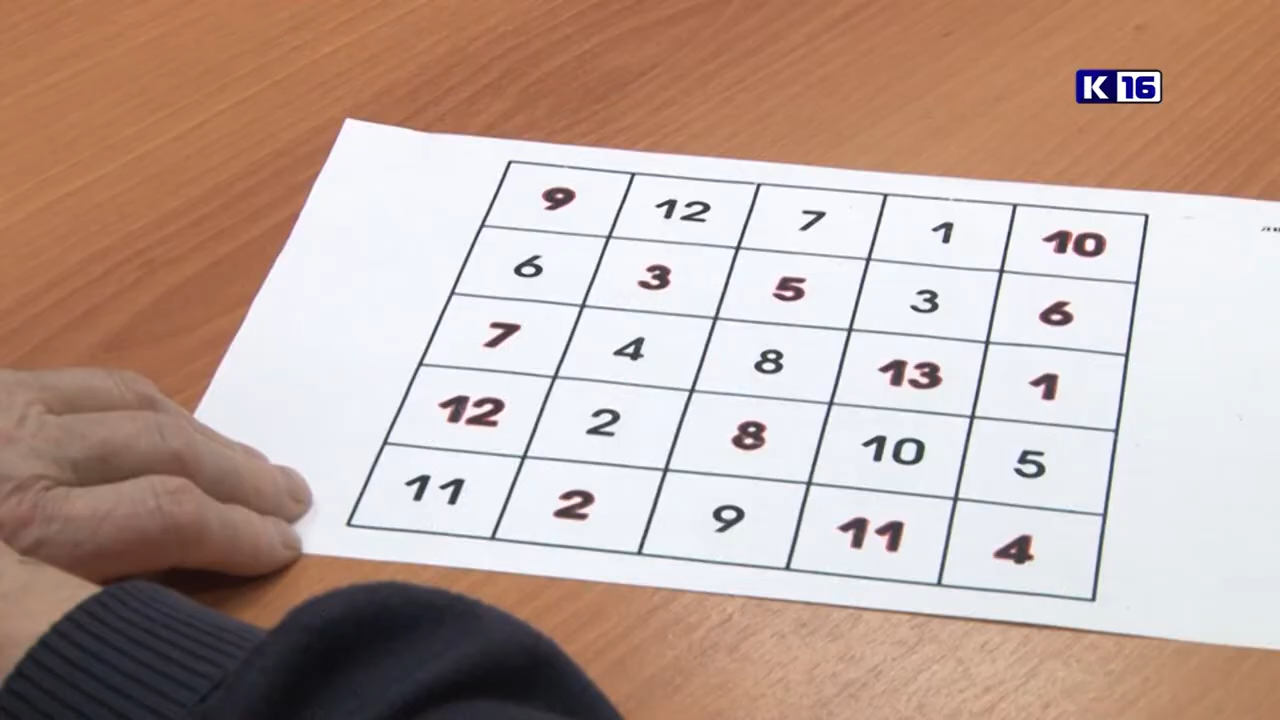 K 16
9 12 7 1 10
6 3 5 3 6
7 4 8 13 1
12 2 8 10 5
11 2 9 11 4